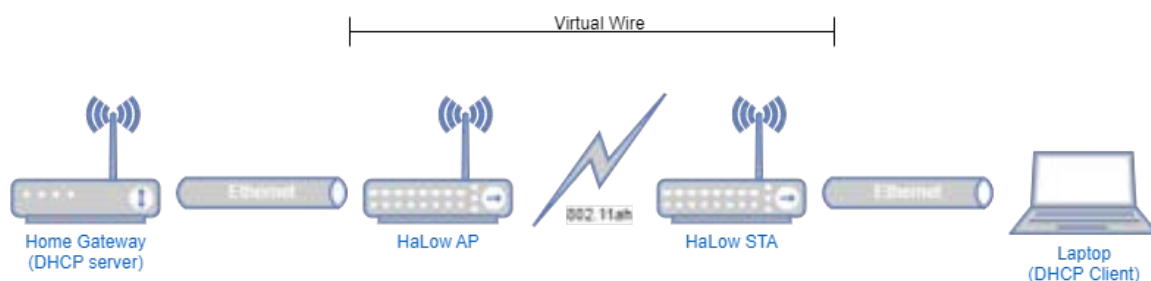 Virtual Wire
Ethernet
802.11ah
Ethernet
Home Gateway
(DHCP server)
HaLow AP
HaLow STA
Laptop
(DHCP Client)